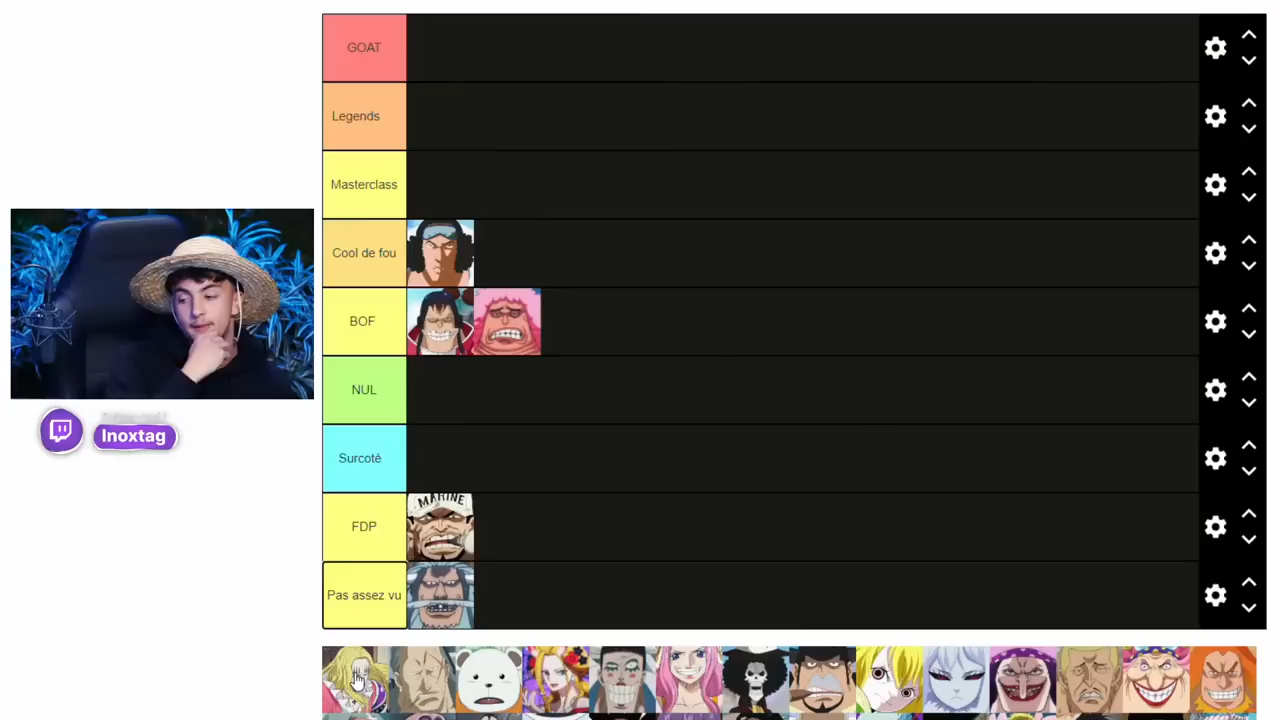 GOAT
Legends
Masterclass
Cool de fou
BOF
NUL
Surcoté
FDP
MARINE
Pas assez vu
Inoxtag